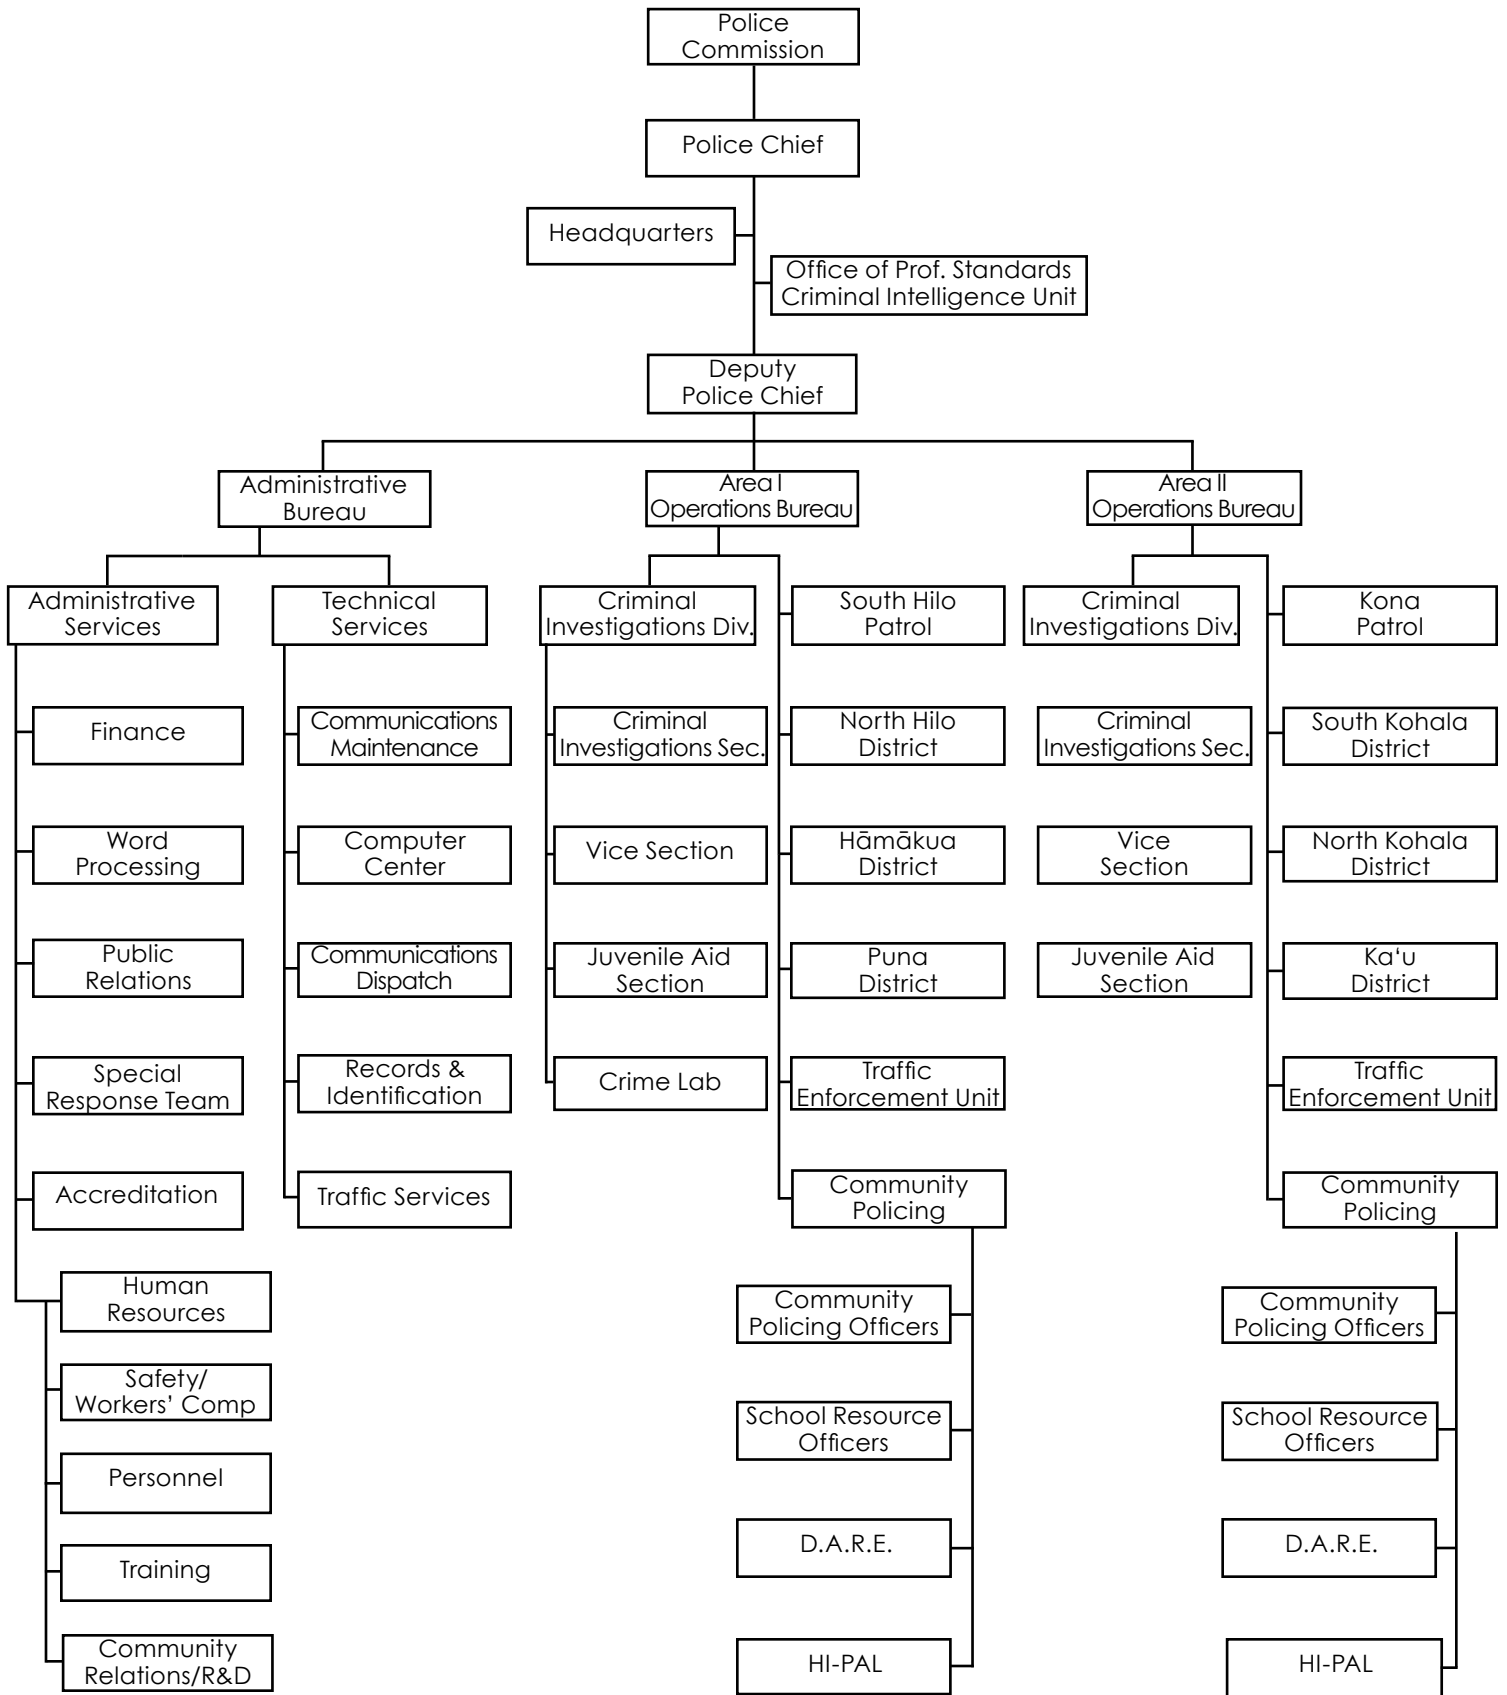 Police
Commission
Police Chief
Headquarters
Office of Prof. Standards
Criminal Intelligence Unit
Deputy
Police Chief
Administrative
Bureau
Area I
Operations Bureau
Area II
Operations Bureau
Administrative
Services
Technical
Services
Criminal
Investigations Div.
South Hilo
Patrol
Criminal
Investigations Div.
Kona
Patrol
Finance
Communications
Maintenance
Criminal
Investigations Sec.
North Hilo
District
Criminal
Investigations Sec.
South Kohala
District
Word
Processing
Computer
Center
Vice Section
Hāmākua
District
Vice
Section
North Kohala
District
Public
Relations
Communications
Dispatch
Juvenile Aid
Section
Puna
District
Juvenile Aid
Section
Kaʻu
District
Special
Response Team
Records &
Identification
Crime Lab
Traffic
Enforcement Unit
Traffic
Enforcement Unit
Accreditation
Traffic Services
Community
Policing
Community
Policing
Human
Resources
Community
Policing Officers
Community
Policing Officers
Safety/
Workers’ Comp
School Resource
Officers
School Resource
Officers
Personnel
D.A.R.E.
D.A.R.E.
Training
Community
Relations/R&D
HI-PAL
HI-PAL